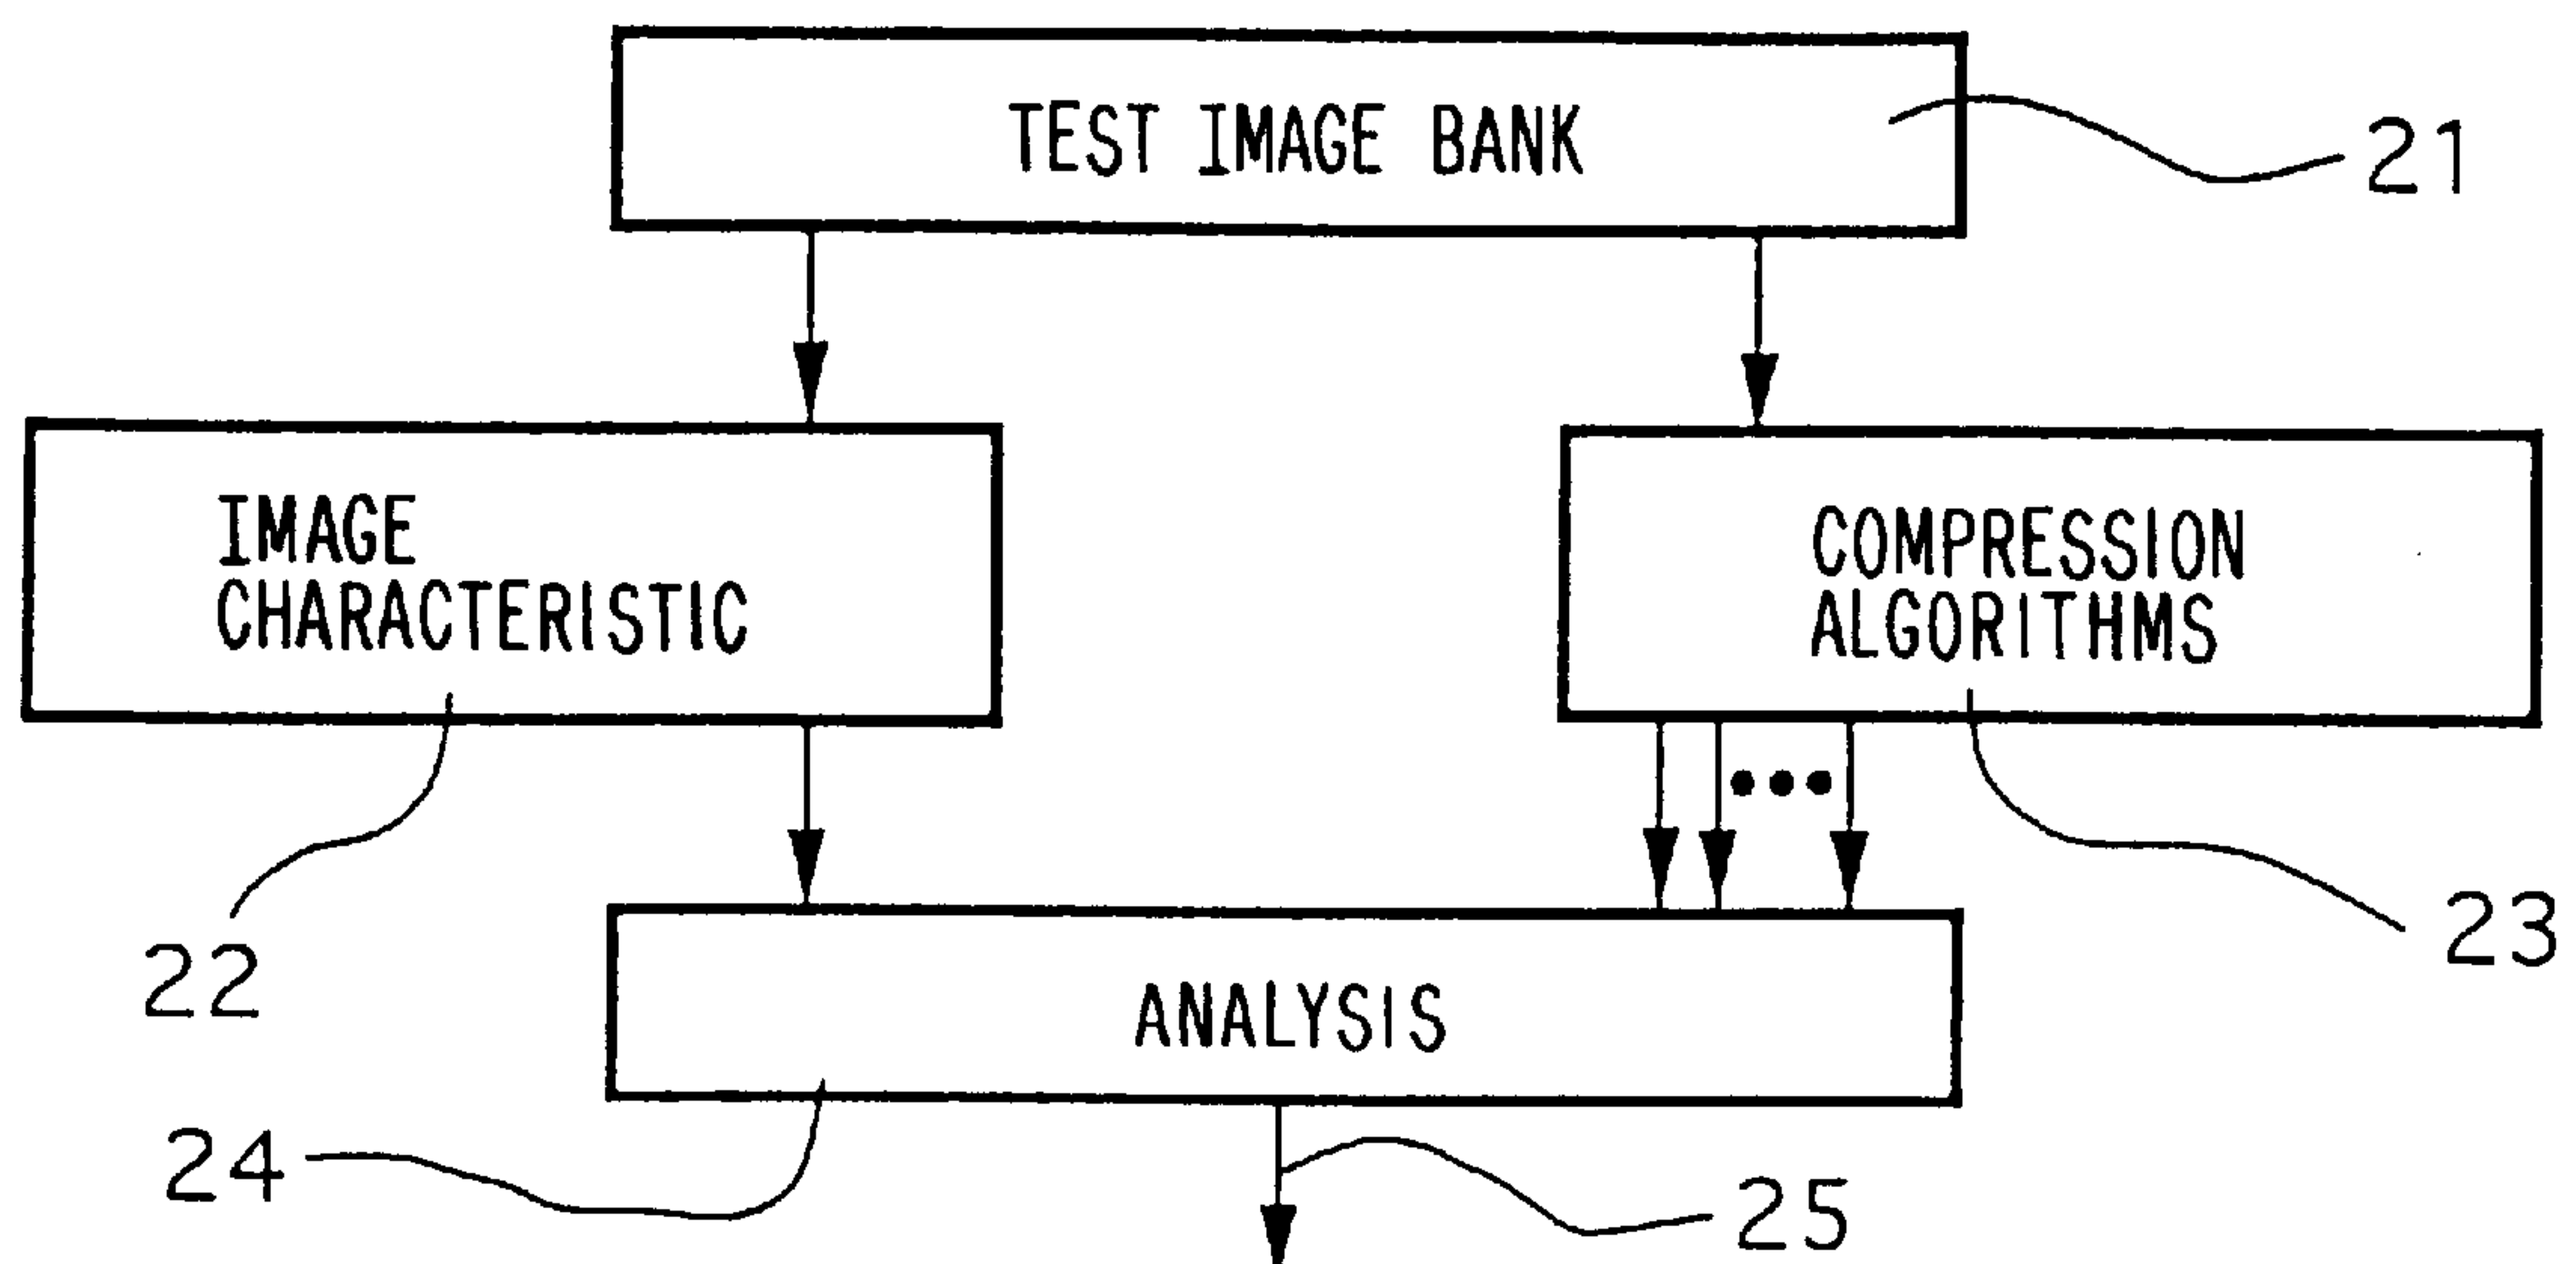 TEST IMAGE BANK
21
IMAGE
CHARACTERISTIC
COMPRESSION
ALGORITHMS
22
23
ANALYSIS
24
25